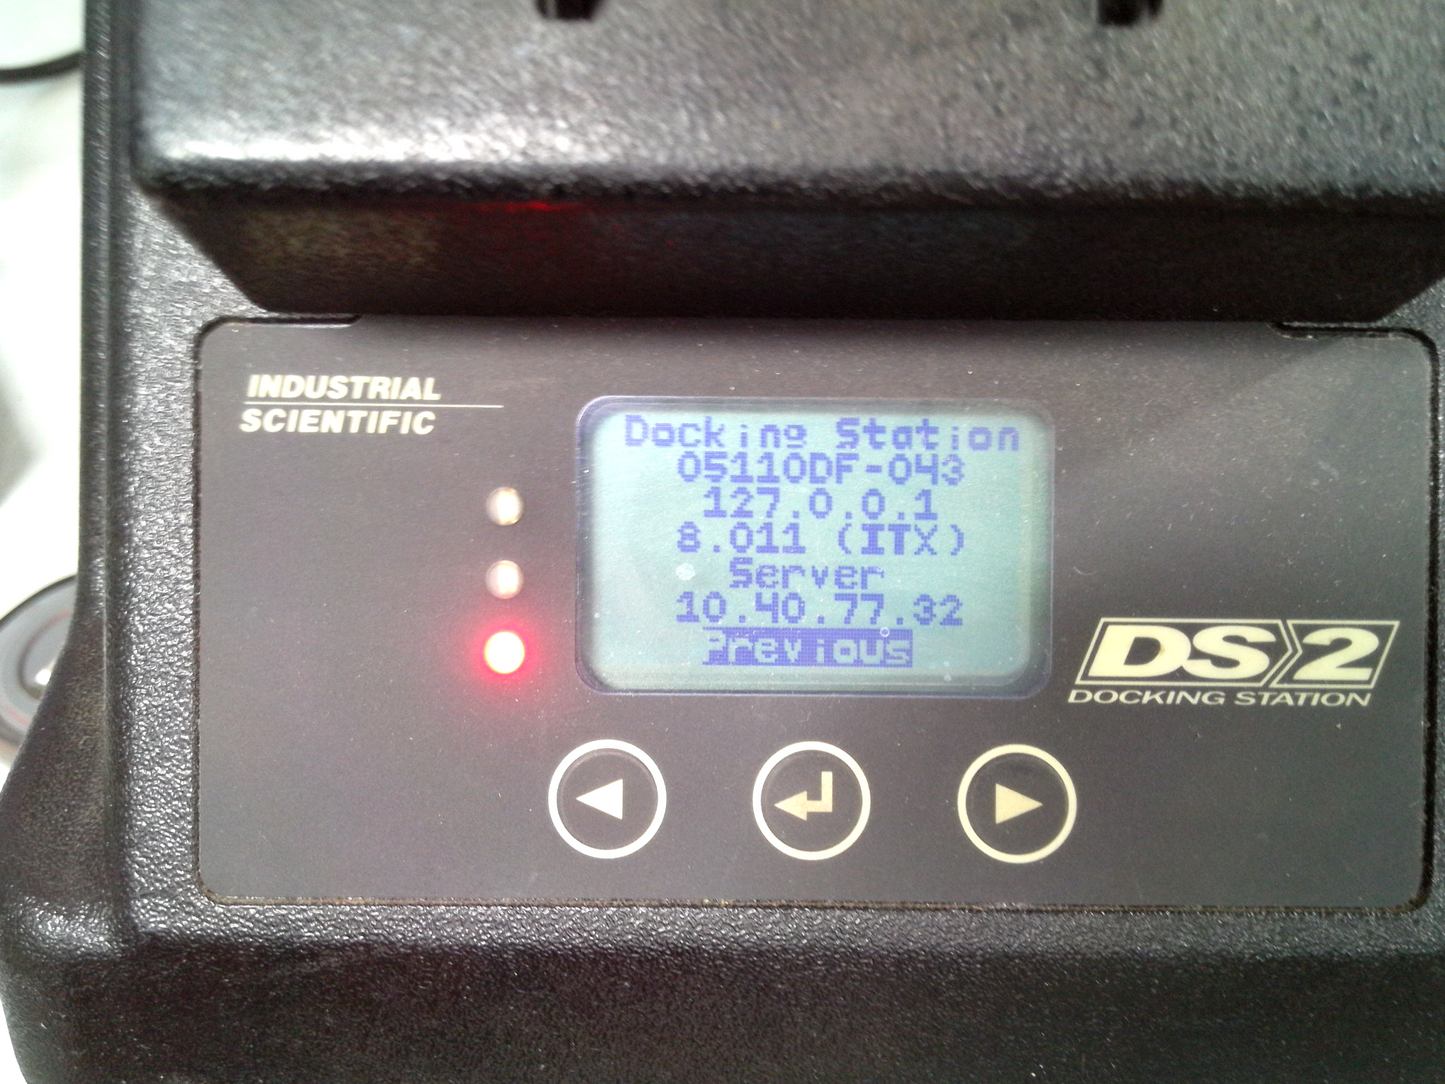 INDUSTRIAL
SCIENTIFIC
Docking Station
05110DF-043
127.0.0.1
8.011 (ITX)
Server
10.40.77.32
Previous
DS2
DOCKING STATION